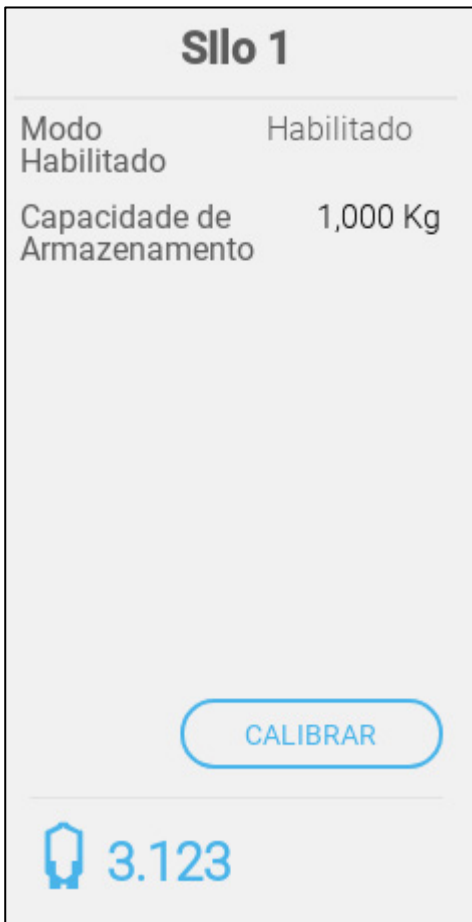 SIlo 1
Modo Habilitado
Habilitado
Capacidade de 1,000 Kg
Armazenamento
CALIBRAR
3.123